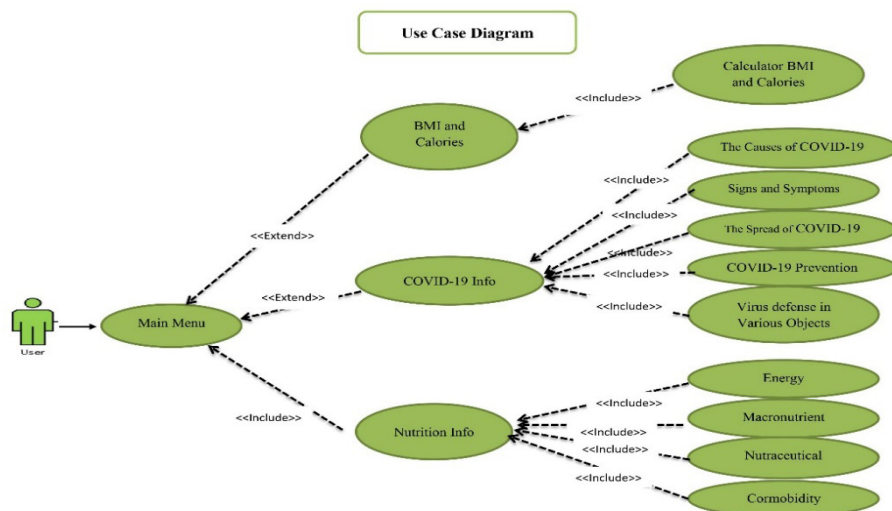 Use Case Diagram
Calculator BMI
and Calories
<<Include>>
BMI and
Calories
The Causes of COVID-19
<<Include>>
Signs and Symptoms
<<Include>>
<<Extend>>
The Spread of COVID-19
<<Include>>
COVID-19 Info
<<Include>>
COVID-19 Prevention
<<Extend>>
<<Include>>
Virus defense in
Various Objects
Main Menu
User
Energy
<<Include>>
Macronutrient
<<Include>>
Nutrition Info
<<Include>>
<<Include>>
Nutraceutical
<<Include>>
Cormobidity